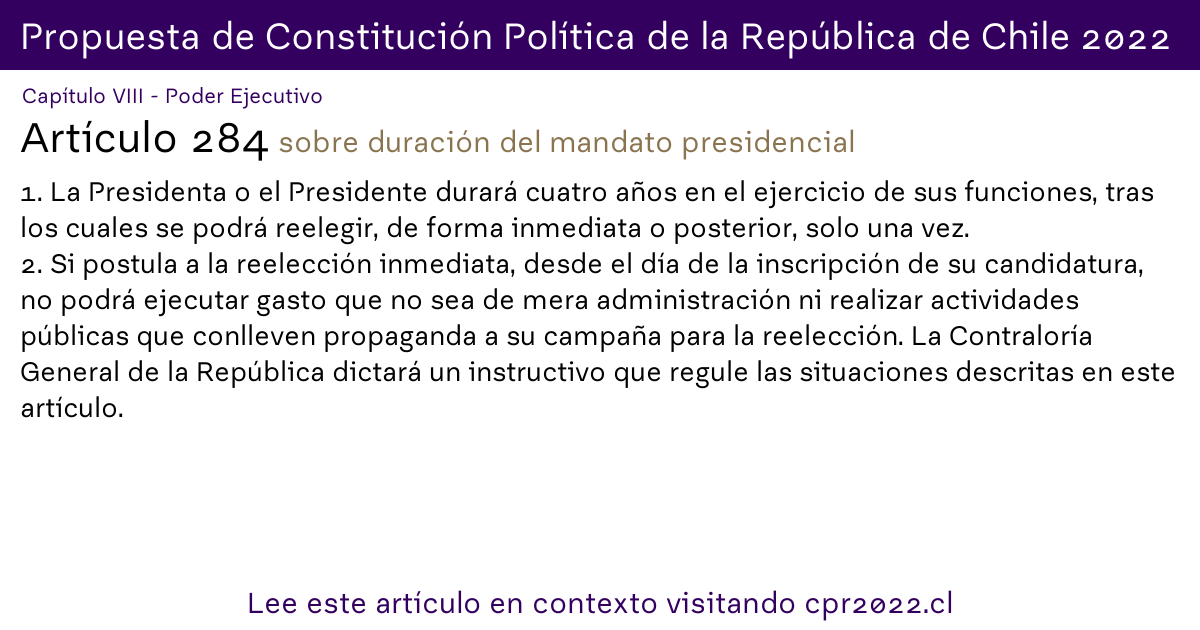 Propuesta de Constitución Política de la República de Chile 2022
Capítulo VIII - Poder Ejecutivo
Artículo 284 sobre duración del mandato presidencial
1. La Presidenta o el Presidente durará cuatro años en el ejercicio de sus funciones, tras
los cuales se podrá reelegir, de forma inmediata o posterior, solo una vez.
2. Si postula a la reelección inmediata, desde el día de la inscripción de su candidatura,
no podrá ejecutar gasto que no sea de mera administración ni realizar actividades
públicas que conlleven propaganda a su campaña para la reelección. La Contraloría
General de la República dictará un instructivo que regule las situaciones descritas en este
artículo.
Lee este artículo en contexto visitando cpr2022.cl